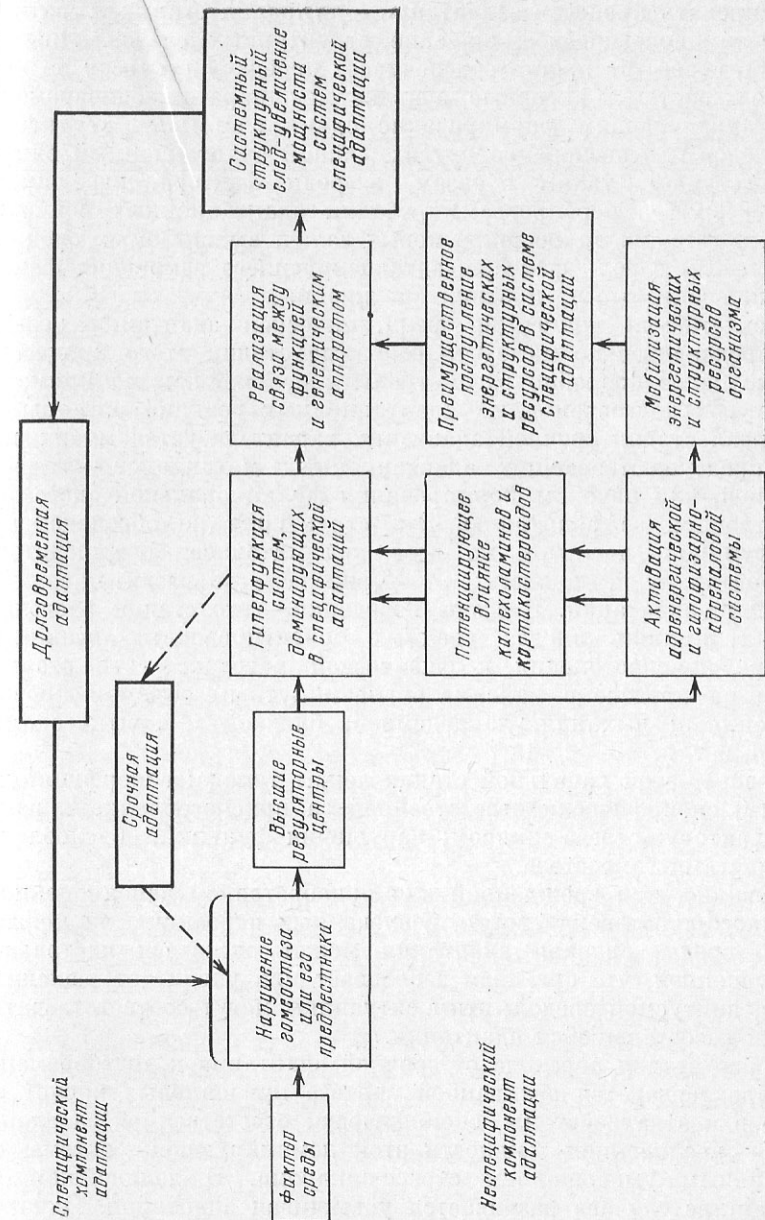 Специфический
компонент
адаптации
Долговременная
адаптация
Срочная
адаптация
Фактор
среды
Нарушение
гомеостаза
или его
предвестники
Высшие
регуляторные
центры
Гиперфункция
систем,
доминирующих
в специфической
адаптации
Реализация
связи между
функцией
и генетическим
аппаратом
Системный
структурный
след-увеличение
мощности
систем
специфической
адаптации
Потенцирующее
влияние
катехоламинов и
кортикостероидов
Преимущественное
поступление
энергетических
и структурных
ресурсов в системе
специфической
адаптации
Неспецифический
компонент
адаптации
Активация
адренергической
и гипофизарно-
адреналовой
системы
Мобилизация
энергетических
и структурных
ресурсов
организма